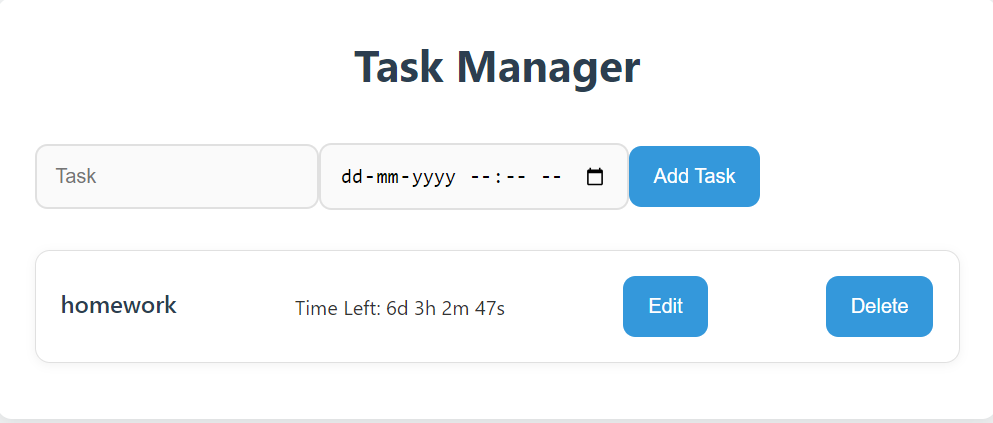 Task Manager
Task dd-mm-yyyy --:-- -- Add Task
homework Time Left: 6d 3h 2m 47s Edit Delete